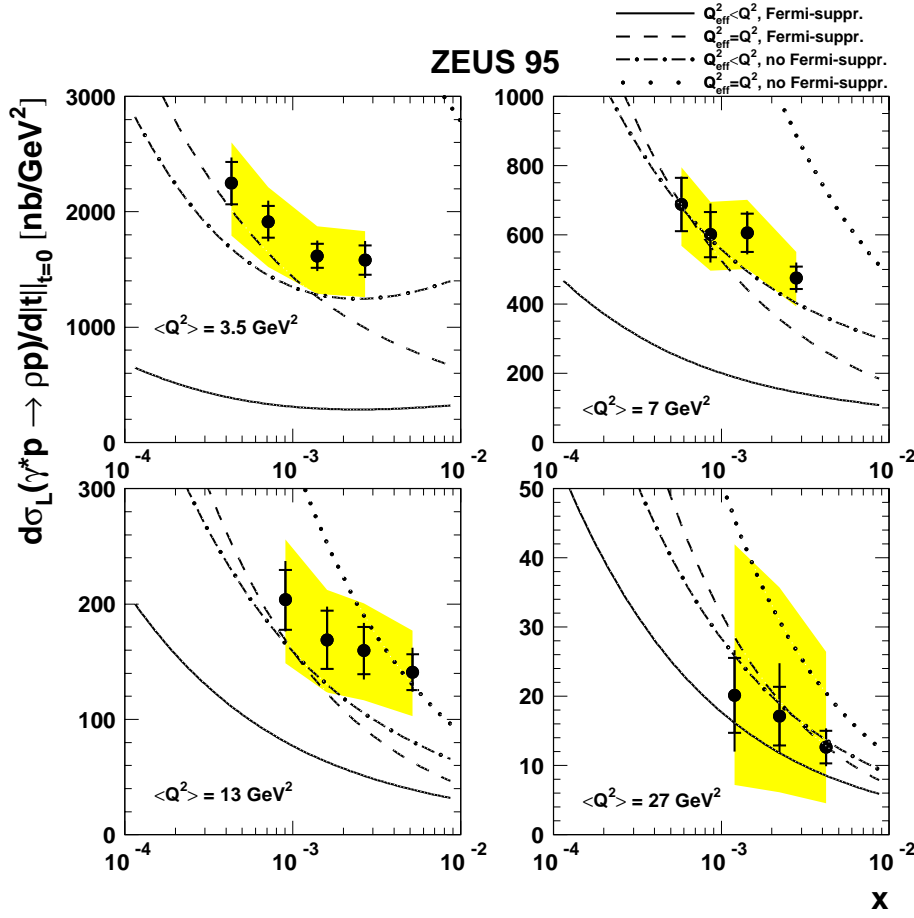 Q²eff<Q², Fermi-suppr.
Q²eff=Q², Fermi-suppr.
Q²eff<Q², no Fermi-suppr.
Q²eff=Q², no Fermi-suppr.
ZEUS 95
dσL(γ*p → ρp)/d|t||t=0 [nb/GeV²]
3000
2000
1000
0
<Q²> = 3.5 GeV²
10⁻⁴ 10⁻³ 10⁻²
1000
800
600
400
200
0
<Q²> = 7 GeV²
10⁻⁴ 10⁻³ 10⁻²
300
200
100
0
<Q²> = 13 GeV²
10⁻⁴ 10⁻³ 10⁻²
50
40
30
20
10
0
<Q²> = 27 GeV²
10⁻⁴ 10⁻³ 10⁻²
x